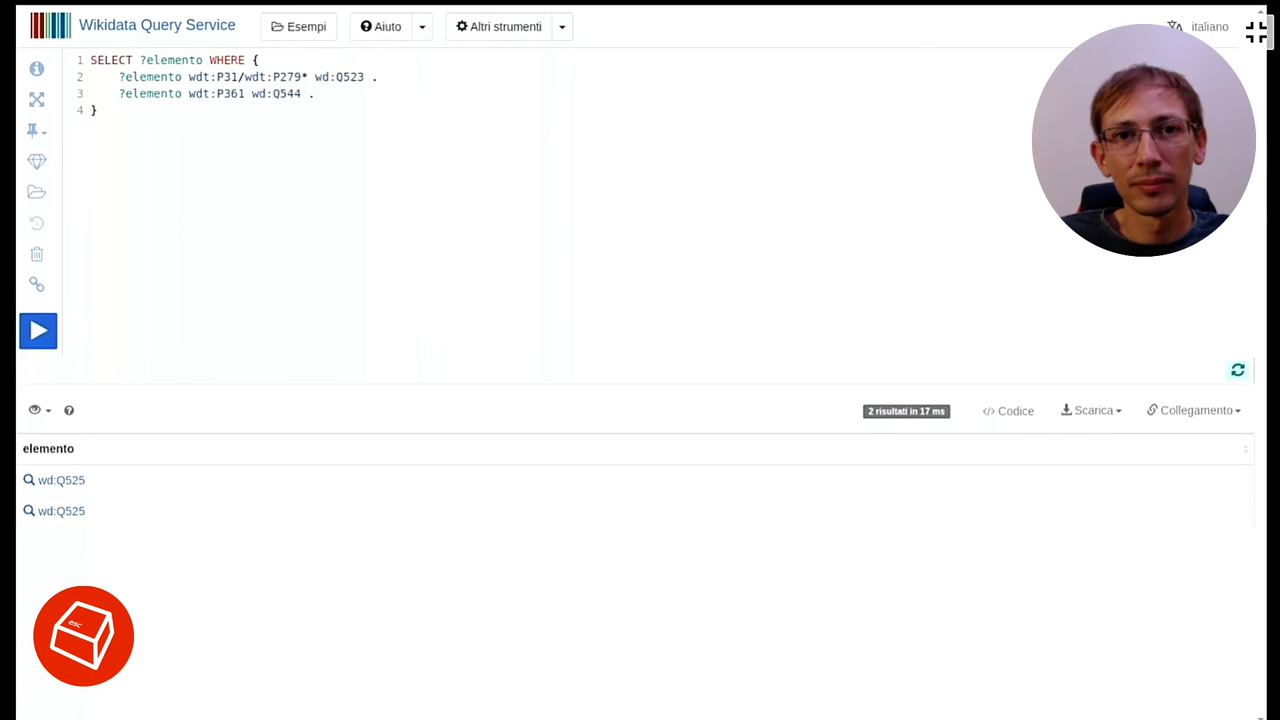 Wikidata Query Service Esempi Aiuto Altri strumenti italiano
1 SELECT ?elemento WHERE {
2 ?elemento wdt:P31/wdt:P279* wd:Q523 .
3 ?elemento wdt:P361 wd:Q544 .
4 }
2 risultati in 17 ms </> Codice Scarica Collegamento
elemento
wd:Q525
wd:Q525
esc